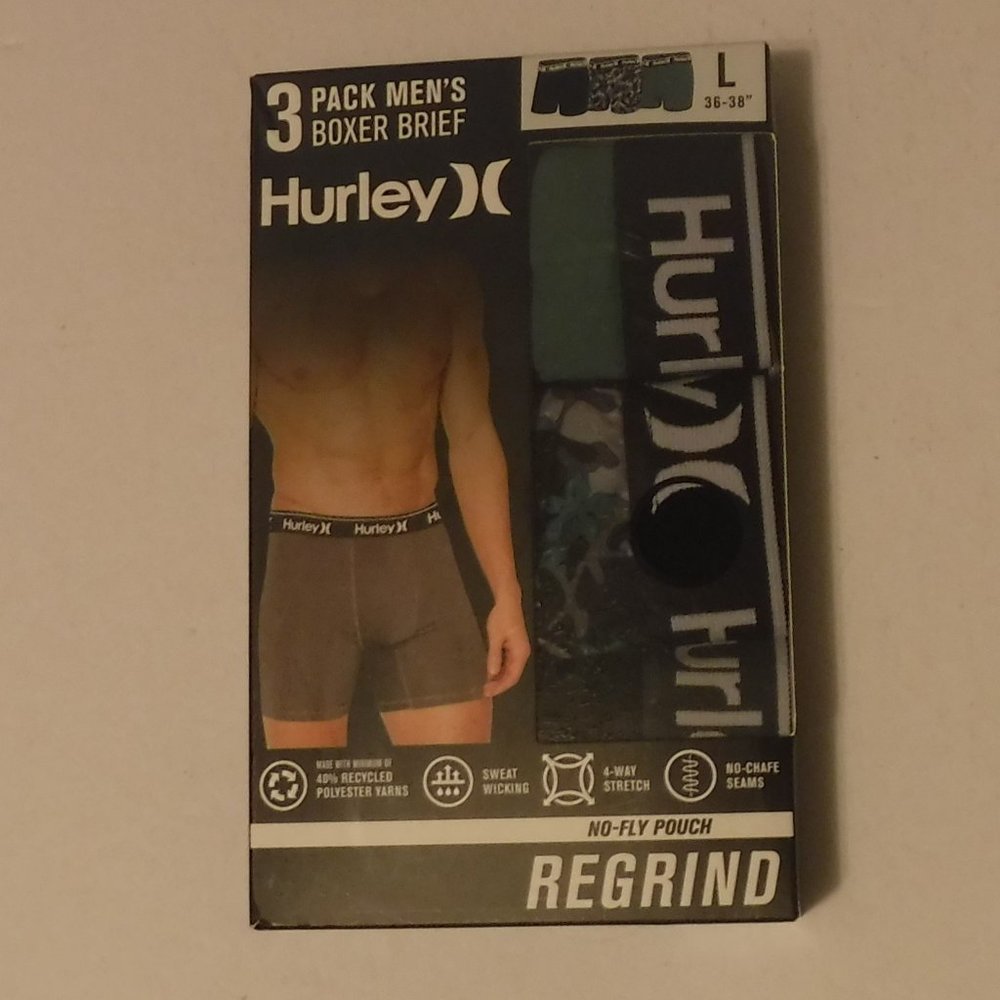 3 PACK MEN'S
BOXER BRIEF
L
36-38"
Hurley
Hurley
Hurl
Hurley Hurley H
MADE WITH MINIMUM OF
40% RECYCLED
POLYESTER YARNS
SWEAT
WICKING
4-WAY
STRETCH
NO-CHAFE
SEAMS
NO-FLY POUCH
REGRIND